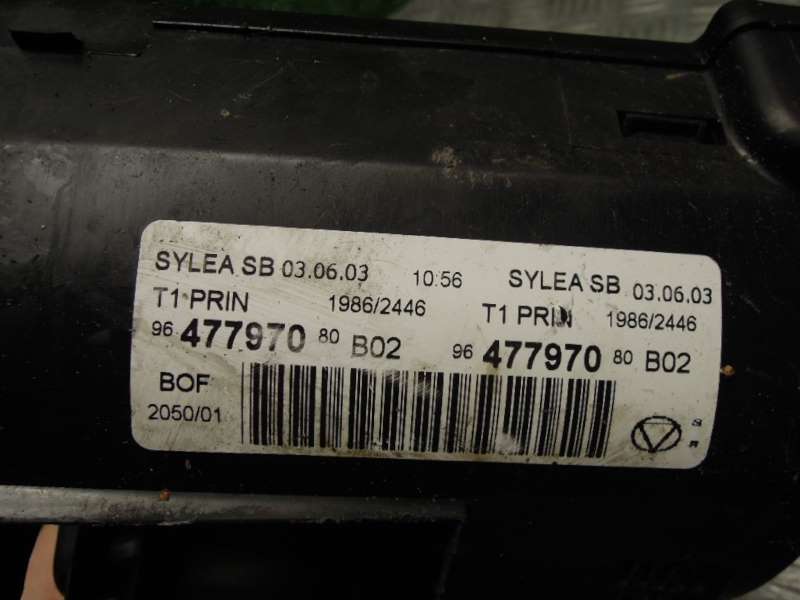 SYLEA SB 03.06.03 10:56 SYLEA SB 03.06.03
T1 PRIN 1986/2446 T1 PRIN 1986/2446
96 477970 80 B02 96 477970 80 B02
BOF
2050/01